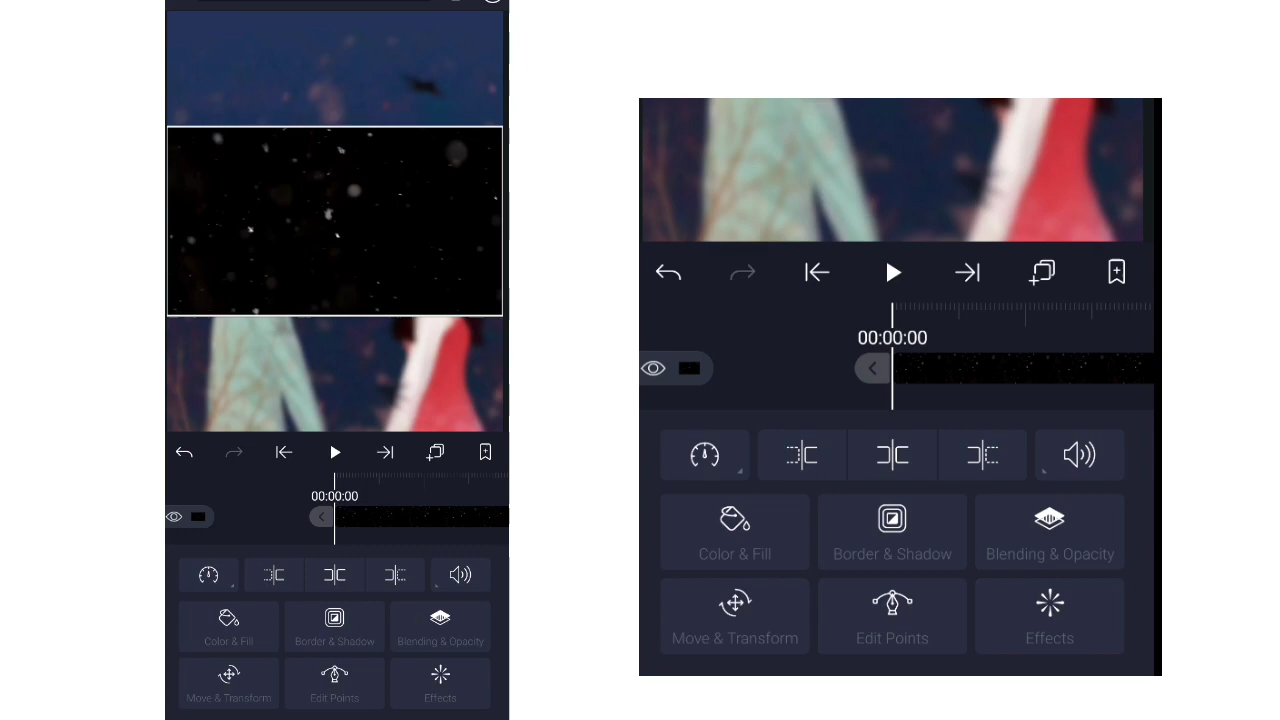 00:00:00
Color & Fill
Border & Shadow
Blending & Opacity
Move & Transform
Edit Points
Effects
00:00:00
Color & Fill
Border & Shadow
Blending & Opacity
Move & Transform
Edit Points
Effects